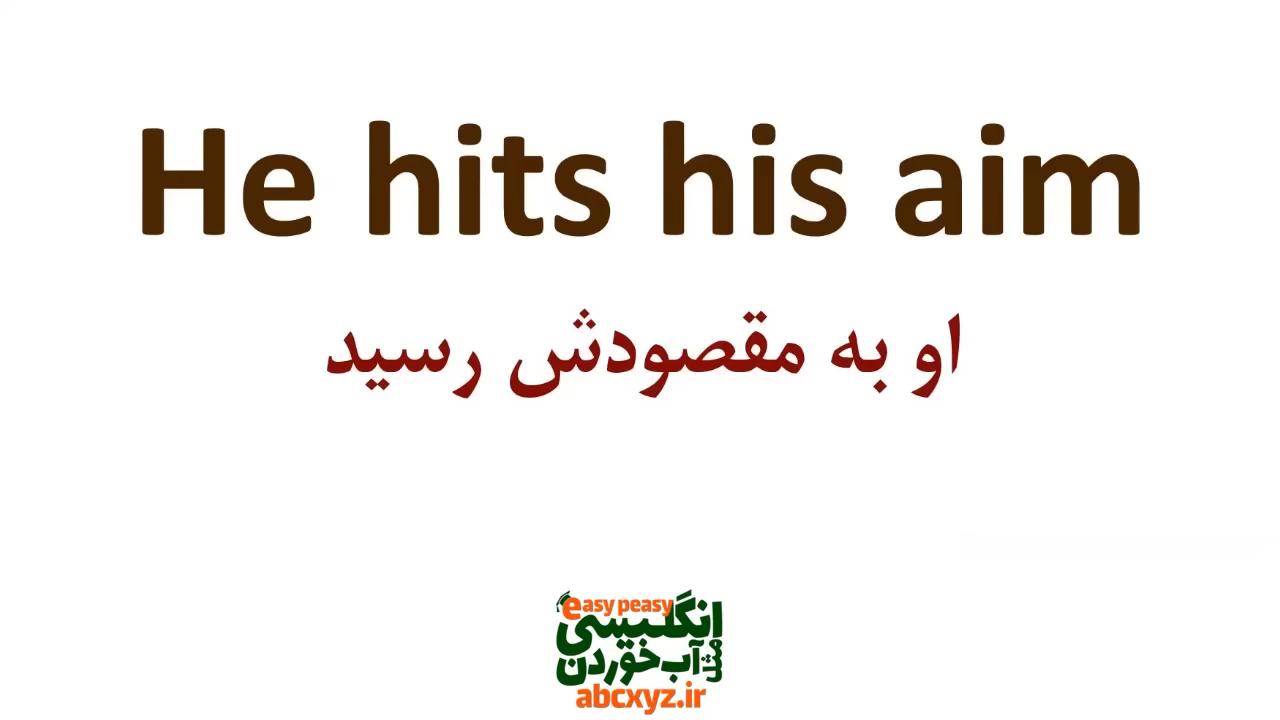 He hits his aim
او به مقصودش رسید
easy peasy
انگلیسی
مثل آب خوردن
abcxyz.ir